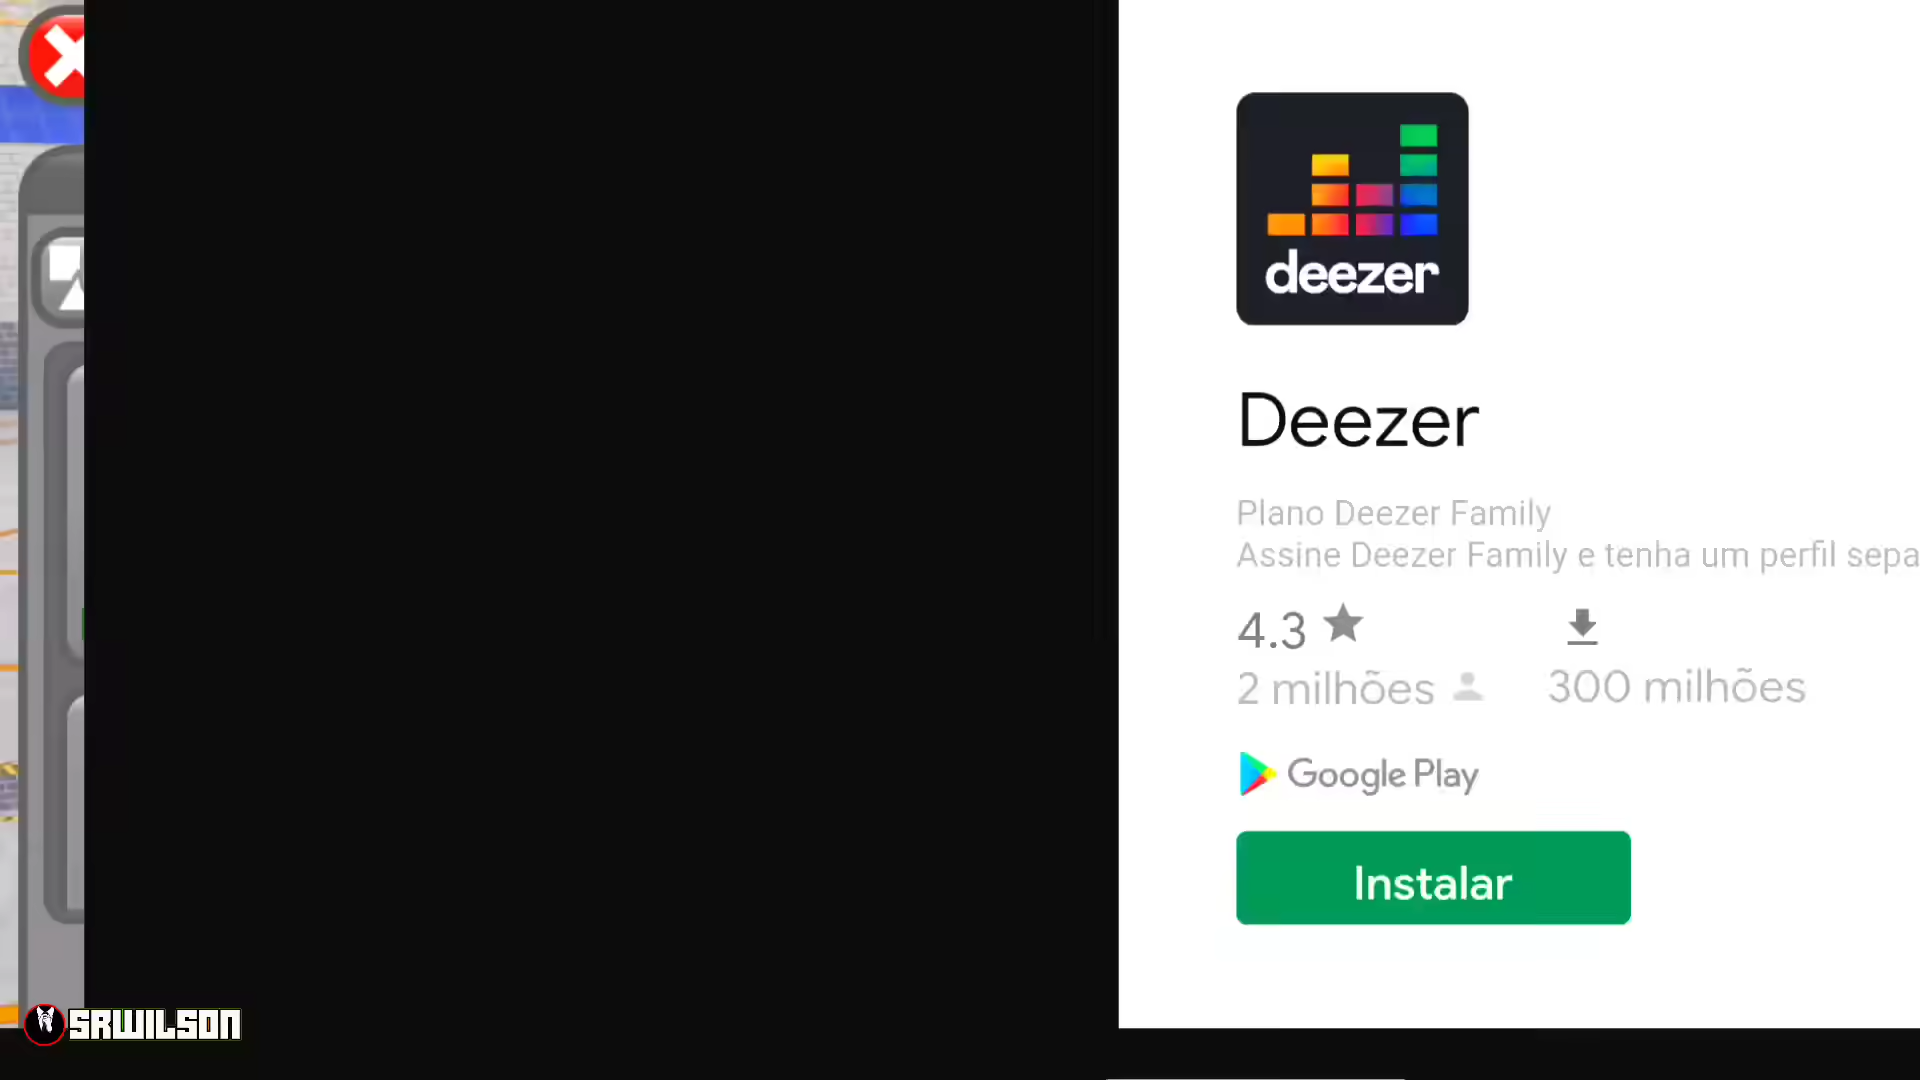 deezer
Deezer
Plano Deezer Family
Assine Deezer Family e tenha um perfil sepa
4.3
2 milhões
300 milhões
Google Play
Instalar
SRWILSON